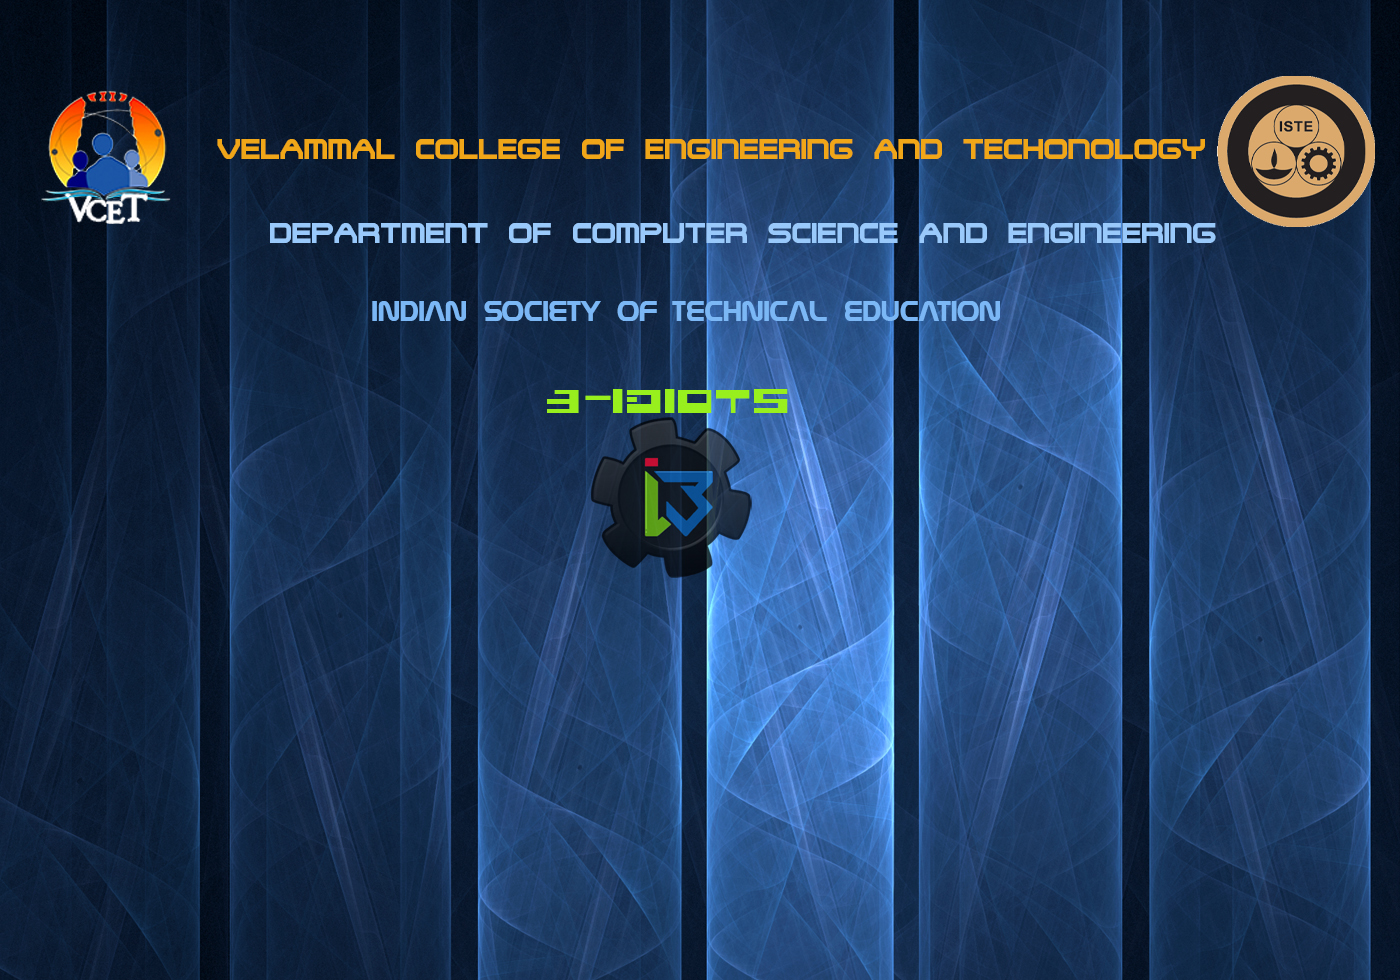 VELAMMAL COLLEGE OF ENGINEERING AND TECHONOLOGY
VCET
ISTE
DEPARTMENT OF COMPUTER SCIENCE AND ENGINEERING
INDIAN SOCIETY OF TECHNICAL EDUCATION
3-IDIOTS
i3